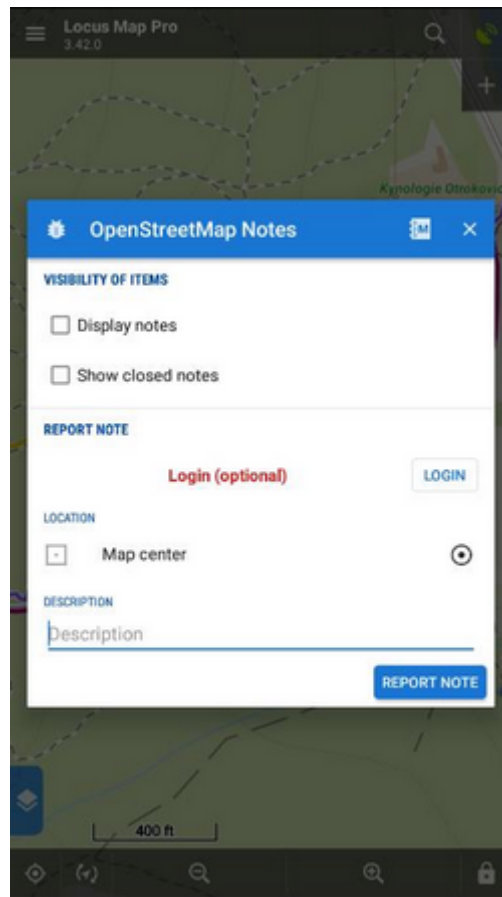 Locus Map Pro
3.42.0
Kynologie Otrokovic
OpenStreetMap Notes
VISIBILITY OF ITEMS
Display notes
Show closed notes
REPORT NOTE
Login (optional)
LOGIN
LOCATION
Map center
DESCRIPTION
Description
REPORT NOTE
400 ft